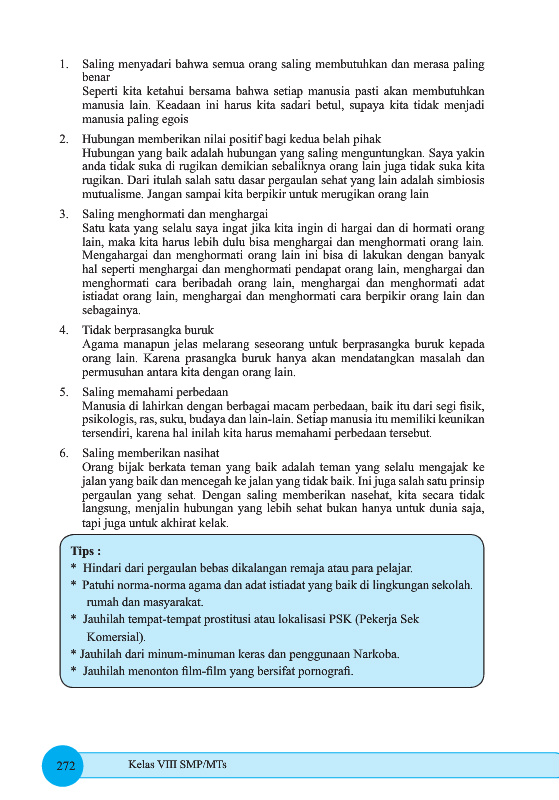 1. Saling menyadari bahwa semua orang saling membutuhkan dan merasa paling
benar
Seperti kita ketahui bersama bahwa setiap manusia pasti akan membutuhkan
manusia lain. Keadaan ini harus kita sadari betul, supaya kita tidak menjadi
manusia paling egois
2. Hubungan memberikan nilai positif bagi kedua belah pihak
Hubungan yang baik adalah hubungan yang saling menguntungkan. Saya yakin
anda tidak suka di rugikan demikian sebaliknya orang lain juga tidak suka kita
rugikan. Dari itulah salah satu dasar pergaulan sehat yang lain adalah simbiosis
mutualisme. Jangan sampai kita berpikir untuk merugikan orang lain
3. Saling menghormati dan menghargai
Satu kata yang selalu saya ingat jika kita ingin di hargai dan di hormati orang
lain, maka kita harus lebih dulu bisa menghargai dan menghormati orang lain.
Mengahargai dan menghormati orang lain ini bisa di lakukan dengan banyak
hal seperti menghargai dan menghormati pendapat orang lain, menghargai dan
menghormati cara beribadah orang lain, menghargai dan menghormati adat
istiadat orang lain, menghargai dan menghormati cara berpikir orang lain dan
sebagainya.
4. Tidak berprasangka buruk
Agama manapun jelas melarang seseorang untuk berprasangka buruk kepada
orang lain. Karena prasangka buruk hanya akan mendatangkan masalah dan
permusuhan antara kita dengan orang lain.
5. Saling memahami perbedaan
Manusia di lahirkan dengan berbagai macam perbedaan, baik itu dari segi fisik,
psikologis, ras, suku, budaya dan lain-lain. Setiap manusia itu memiliki keunikan
tersendiri, karena hal inilah kita harus memahami perbedaan tersebut.
6. Saling memberikan nasihat
Orang bijak berkata teman yang baik adalah teman yang selalu mengajak ke
jalan yang baik dan mencegah ke jalan yang tidak baik. Ini juga salah satu prinsip
pergaulan yang sehat. Dengan saling memberikan nasehat, kita secara tidak
langsung, menjalin hubungan yang lebih sehat bukan hanya untuk dunia saja,
tapi juga untuk akhirat kelak.
Tips :
* Hindari dari pergaulan bebas dikalangan remaja atau para pelajar.
* Patuhi norma-norma agama dan adat istiadat yang baik di lingkungan sekolah.
rumah dan masyarakat.
* Jauhilah tempat-tempat prostitusi atau lokalisasi PSK (Pekerja Sek
Komersial).
* Jauhilah dari minum-minuman keras dan penggunaan Narkoba.
* Jauhilah menonton film-film yang bersifat pornografi.
272 Kelas VIII SMP/MTs